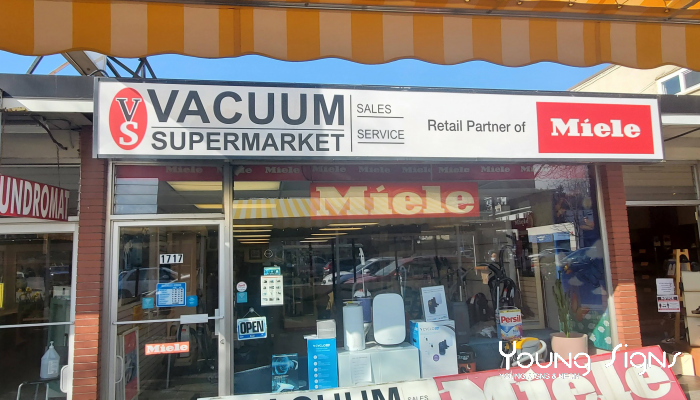 VS
VACUUM
SUPERMARKET
SALES
SERVICE
Retail Partner of
Miele
Miele
UNDROMAT
1717
OPEN
Miele
Persil
VACUUM
SALES
Miele
Young Signs